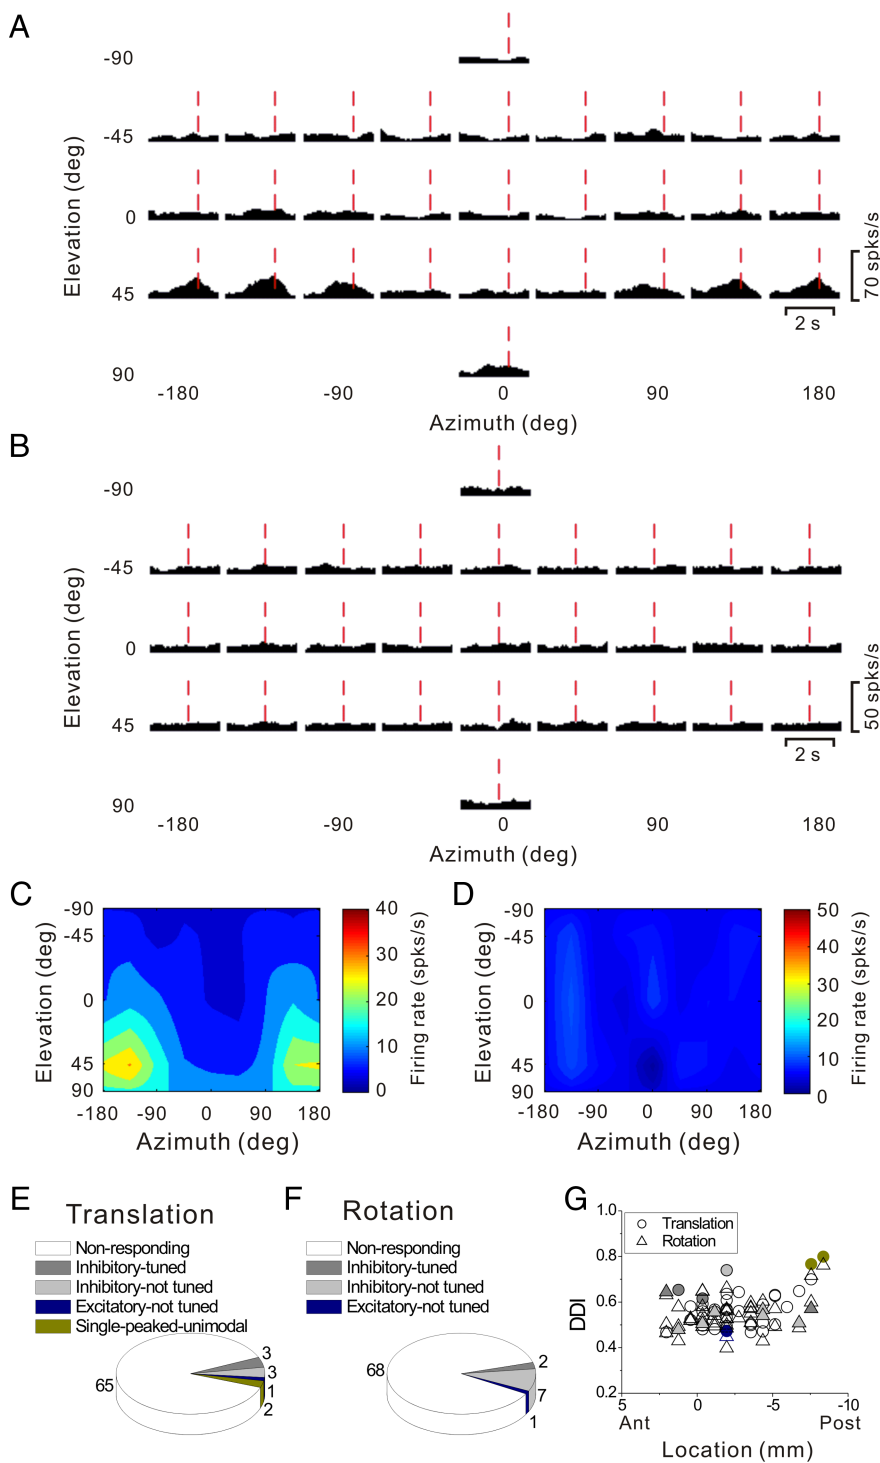 A
-90
-45
0
45
90
Elevation (deg)
70 spks/s
2 s
-180 -90 0 90 180
Azimuth (deg)
B
-90
-45
0
45
90
Elevation (deg)
50 spks/s
2 s
-180 -90 0 90 180
Azimuth (deg)
C
-90
-45
0
45
90
Elevation (deg)
-180 -90 0 90 180
Azimuth (deg)
40
30
20
10
0
Firing rate (spks/s)
D
-90
-45
0
45
90
Elevation (deg)
-180 -90 0 90 180
Azimuth (deg)
50
40
30
20
10
0
Firing rate (spks/s)
E
Translation
Non-responding
Inhibitory-tuned
Inhibitory-not tuned
Excitatory-not tuned
Single-peaked-unimodal
65
3
3
1
2
F
Rotation
Non-responding
Inhibitory-tuned
Inhibitory-not tuned
Excitatory-not tuned
68
2
7
1
G
1.0
0.8
0.6
0.4
0.2
DDI
Translation
Rotation
5 0 -5 -10
Ant Post
Location (mm)